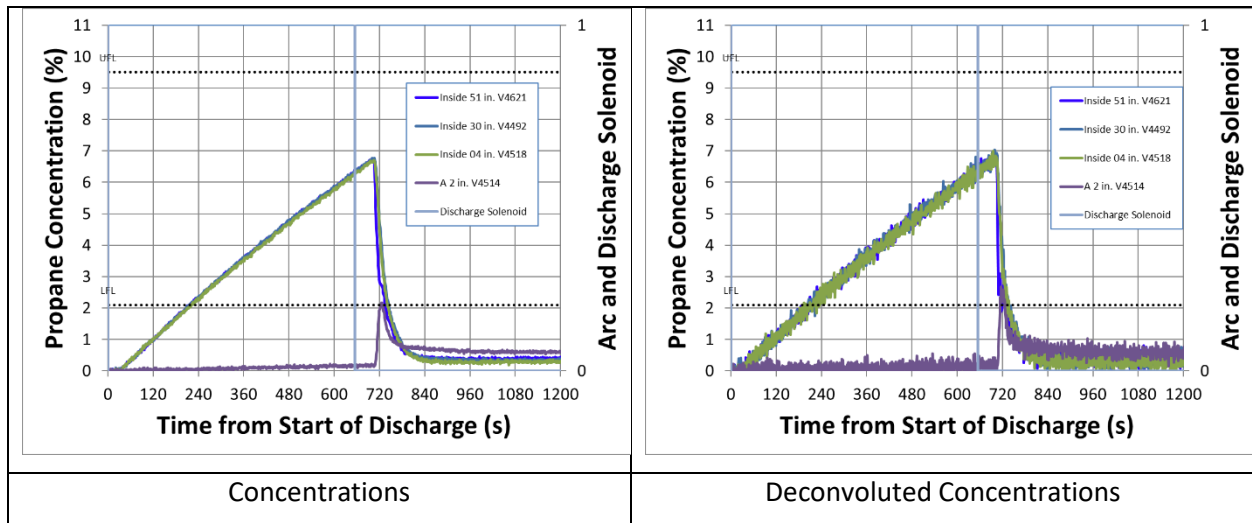 11
10
9
8
7
6
5
4
3
2
1
0
Propane Concentration (%)
UFL
LFL
Inside 51 in. V4621
Inside 30 in. V4492
Inside 04 in. V4518
A 2 in. V4514
Discharge Solenoid
1
0
Arc and Discharge Solenoid
0 120 240 360 480 600 720 840 960 1080 1200
Time from Start of Discharge (s)
Concentrations
11
10
9
8
7
6
5
4
3
2
1
0
Propane Concentration (%)
UFL
LFL
Inside 51 in. V4621
Inside 30 in. V4492
Inside 04 in. V4518
A 2 in. V4514
Discharge Solenoid
1
0
Arc and Discharge Solenoid
0 120 240 360 480 600 720 840 960 1080 1200
Time from Start of Discharge (s)
Deconvoluted Concentrations